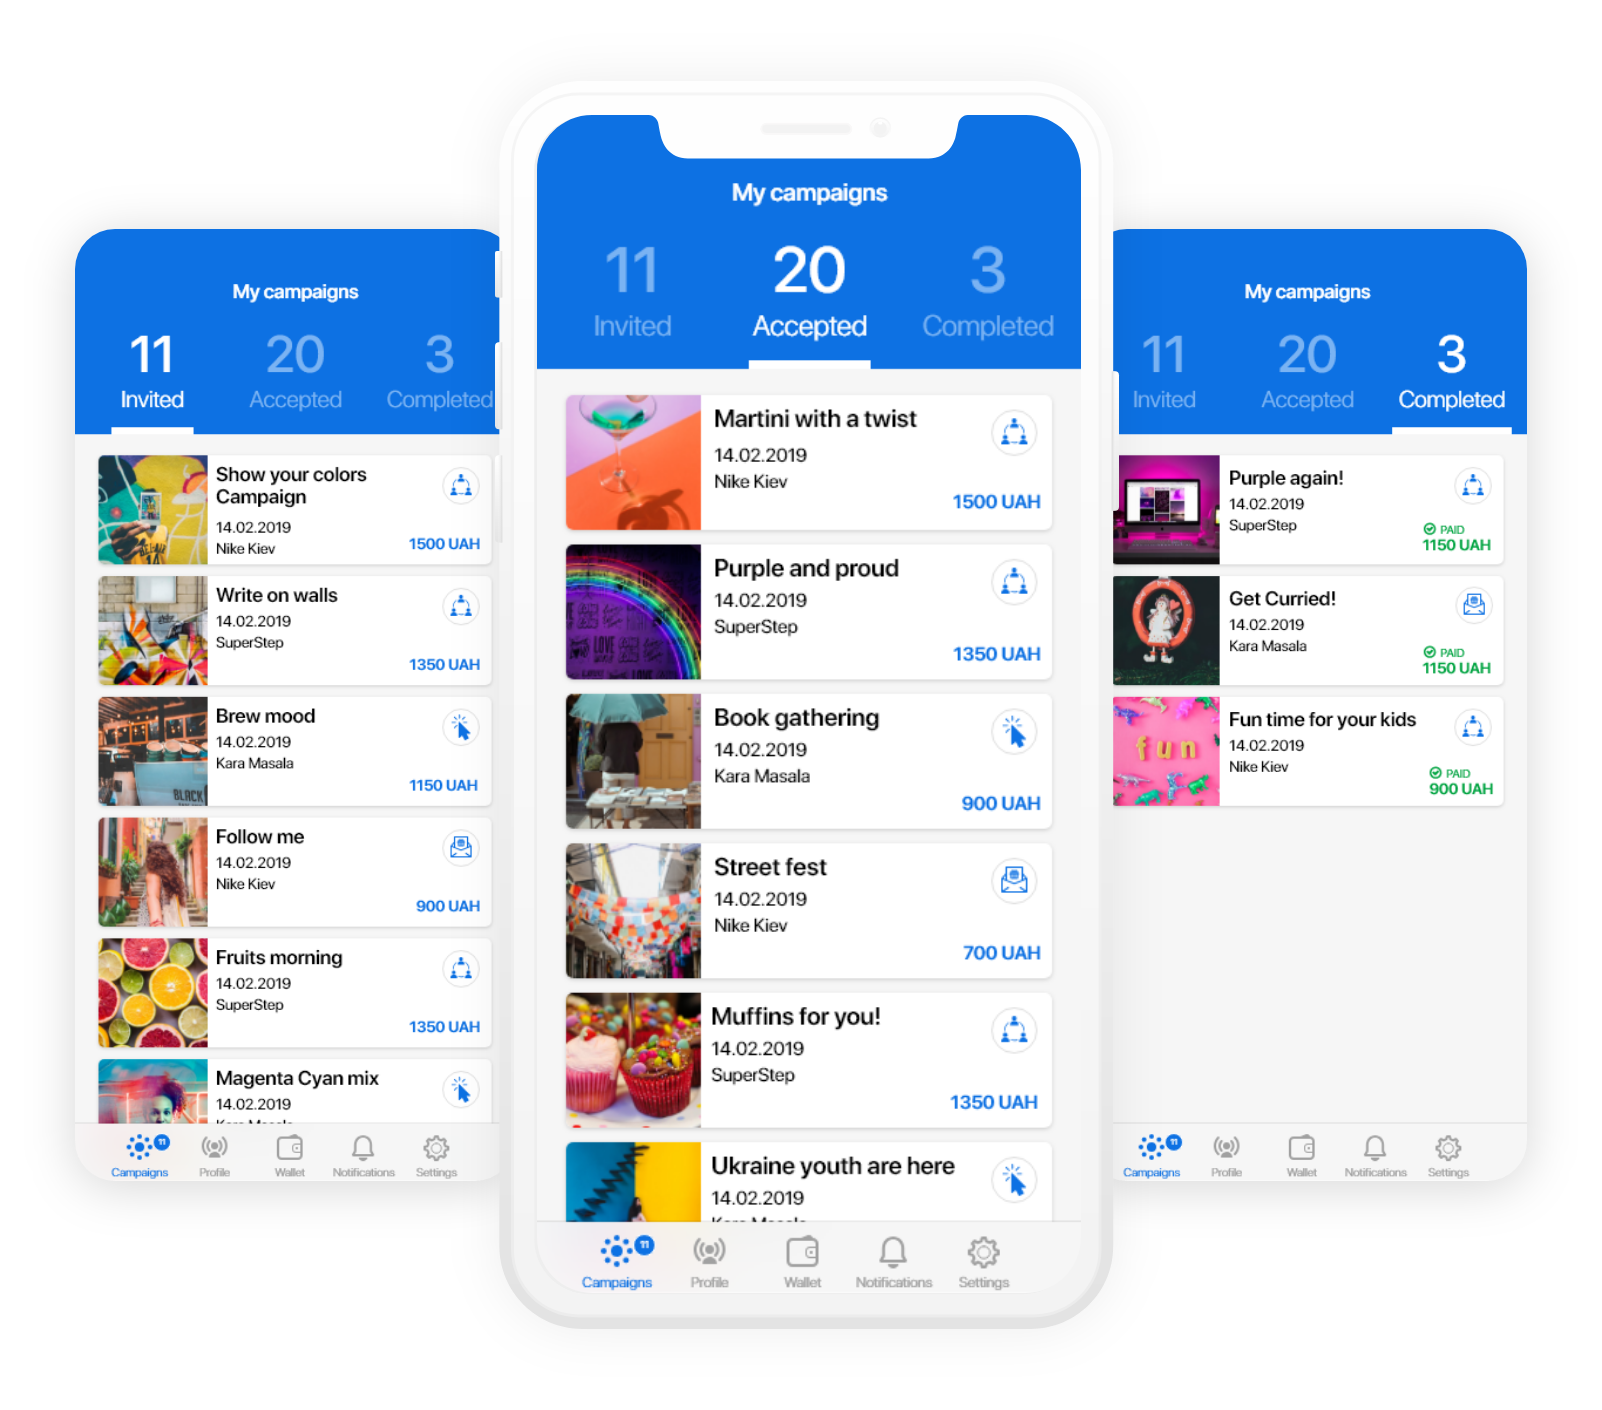 My campaigns
11
20
3
Invited
Accepted
Completed
Show your colors
Campaign
14.02.2019
Nike Kiev
1500 UAH
Write on walls
14.02.2019
SuperStep
1350 UAH
BLACK
Brew mood
14.02.2019
Kara Masala
1150 UAH
Follow me
14.02.2019
Nike Kiev
900 UAH
Fruits morning
14.02.2019
SuperStep
1350 UAH
Magenta Cyan mix
14.02.2019
Kara Masala
11
Campaigns
Profile
Wallet
Notifications
Settings
My campaigns
11
20
3
Invited
Accepted
Completed
Martini with a twist
14.02.2019
Nike Kiev
1500 UAH
LOVE
Purple and proud
14.02.2019
SuperStep
1350 UAH
Book gathering
14.02.2019
Kara Masala
900 UAH
Street fest
14.02.2019
Nike Kiev
700 UAH
Muffins for you!
14.02.2019
SuperStep
1350 UAH
Ukraine youth are here
14.02.2019
Kara Masala
11
Campaigns
Profile
Wallet
Notifications
Settings
My campaigns
11
20
3
Invited
Accepted
Completed
Purple again!
14.02.2019
SuperStep
PAID
1150 UAH
Get Curried!
14.02.2019
Kara Masala
PAID
1150 UAH
fun
Fun time for your kids
14.02.2019
Nike Kiev
PAID
900 UAH
11
Campaigns
Profile
Wallet
Notifications
Settings